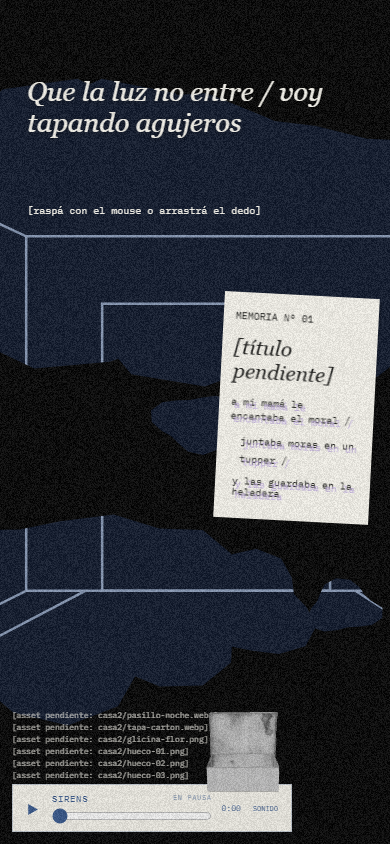 Que la luz no entre / voy
tapando agujeros
[raspá con el mouse o arrastrá el dedo]
MEMORIA Nº 01
[título
pendiente]
a mi mamá le
encantaba el moral /
juntaba moras en un
tupper /
y las guardaba en la
heladera
[asset pendiente: casa2/pasillo-noche.web
[asset pendiente: casa2/tapa-carton.webp]
[asset pendiente: casa2/glicina-flor.png]
[asset pendiente: casa2/hueco-01.png]
[asset pendiente: casa2/hueco-02.png]
[asset pendiente: casa2/hueco-03.png]
SIRENS
EN PAUSA
0:00
SONIDO